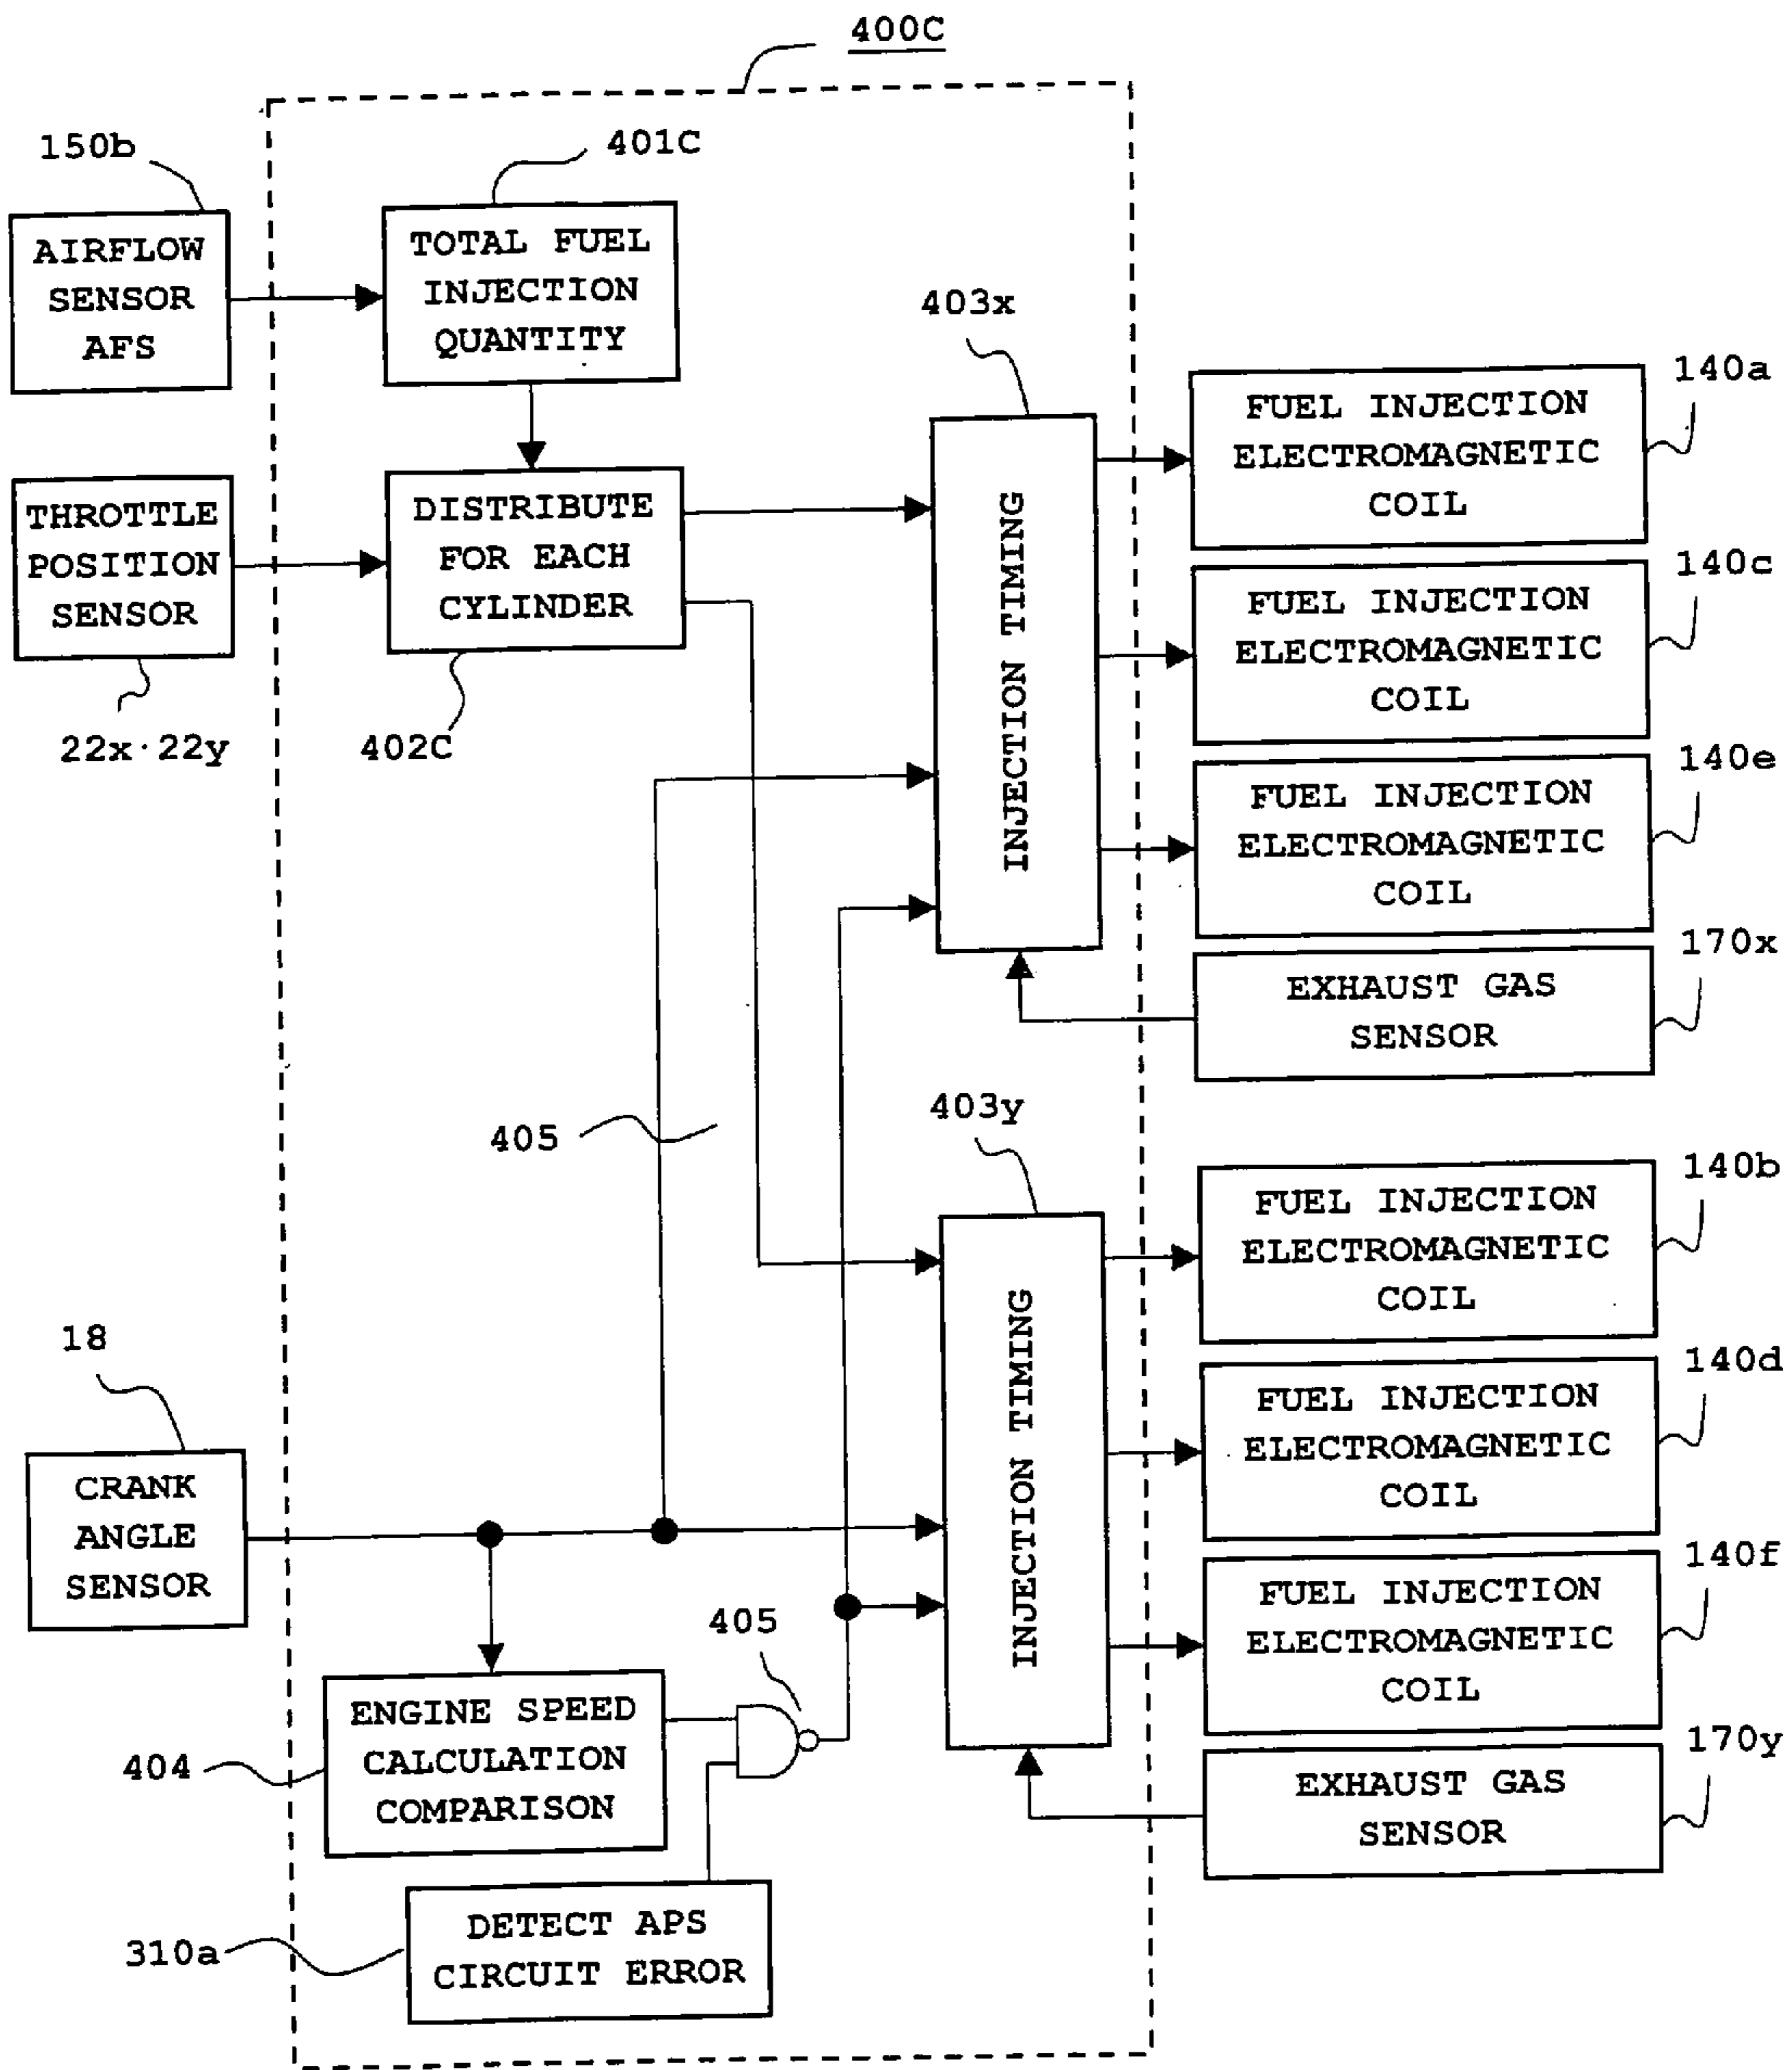 400C
150b
401C
AIRFLOW
SENSOR
AFS
TOTAL FUEL
INJECTION
QUANTITY
403x
140a
FUEL INJECTION
ELECTROMAGNETIC
COIL
THROTTLE
POSITION
SENSOR
DISTRIBUTE
FOR EACH
CYLINDER
INJECTION TIMING
140c
FUEL INJECTION
ELECTROMAGNETIC
COIL
22x·22y
402C
140e
FUEL INJECTION
ELECTROMAGNETIC
COIL
170x
EXHAUST GAS
SENSOR
405
403y
140b
FUEL INJECTION
ELECTROMAGNETIC
COIL
18
INJECTION TIMING
140d
FUEL INJECTION
ELECTROMAGNETIC
COIL
CRANK
ANGLE
SENSOR
140f
FUEL INJECTION
ELECTROMAGNETIC
COIL
405
404
ENGINE SPEED
CALCULATION
COMPARISON
170y
EXHAUST GAS
SENSOR
310a
DETECT APS
CIRCUIT ERROR